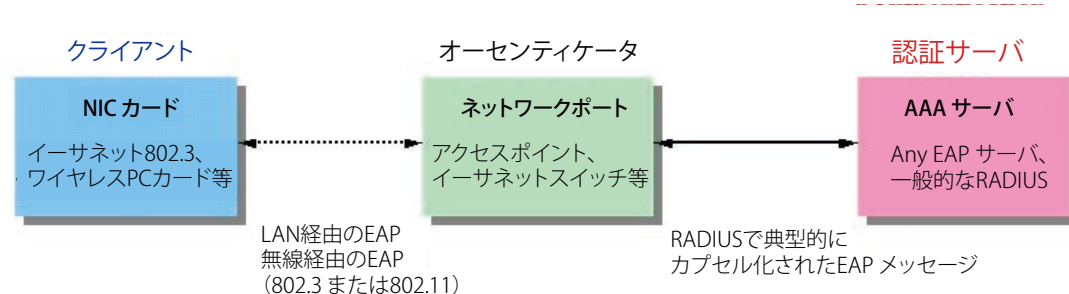 クライアント
NIC カード
イーサネット802.3、
ワイヤレスPCカード等
LAN経由のEAP
無線経由のEAP
（802.3 または802.11）
オーセンティケータ
ネットワークポート
アクセスポイント、
イーサネットスイッチ等
RADIUSで典型的に
カプセル化されたEAP メッセージ
認証サーバ
AAA サーバ
Any EAP サーバ、
一般的なRADIUS